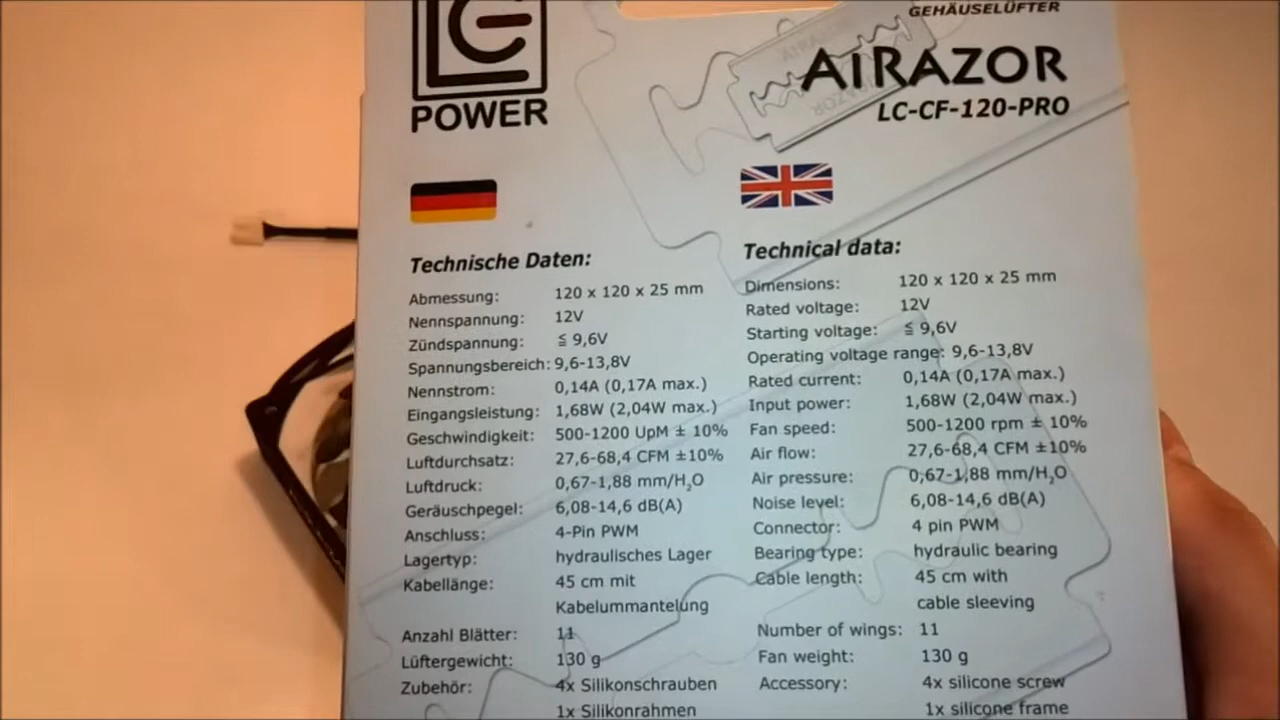 LC
POWER
GEHÄUSELÜFTER
AIRAZOR
LC-CF-120-PRO
Technische Daten:
Abmessung: 120 x 120 x 25 mm
Nennspannung: 12V
Zündspannung: ≦ 9,6V
Spannungsbereich: 9,6-13,8V
Nennstrom: 0,14A (0,17A max.)
Eingangsleistung: 1,68W (2,04W max.)
Geschwindigkeit: 500-1200 UpM ± 10%
Luftdurchsatz: 27,6-68,4 CFM ±10%
Luftdruck: 0,67-1,88 mm/H₂O
Geräuschpegel: 6,08-14,6 dB(A)
Anschluss: 4-Pin PWM
Lagertyp: hydraulisches Lager
Kabellänge: 45 cm mit
Kabelummantelung
Anzahl Blätter: 11
Lüftergewicht: 130 g
Zubehör: 4x Silikonschrauben
1x Silikonrahmen
Technical data:
Dimensions: 120 x 120 x 25 mm
Rated voltage: 12V
Starting voltage: ≦ 9,6V
Operating voltage range: 9,6-13,8V
Rated current: 0,14A (0,17A max.)
Input power: 1,68W (2,04W max.)
Fan speed: 500-1200 rpm ± 10%
Air flow: 27,6-68,4 CFM ±10%
Air pressure: 0,67-1,88 mm/H₂O
Noise level: 6,08-14,6 dB(A)
Connector: 4 pin PWM
Bearing type: hydraulic bearing
Cable length: 45 cm with
cable sleeving
Number of wings: 11
Fan weight: 130 g
Accessory: 4x silicone screw
1x silicone frame